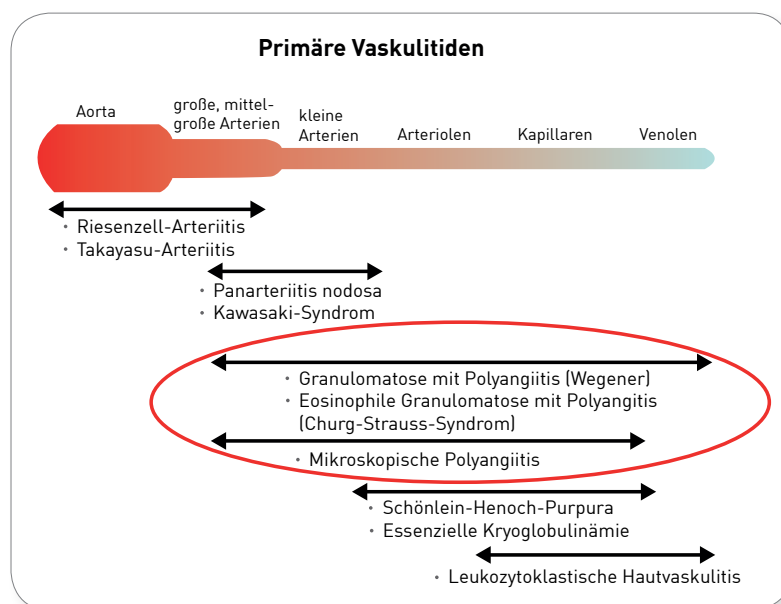 Primäre Vaskulitiden
Aorta
große, mittel-
große Arterien
kleine
Arterien
Arteriolen
Kapillaren
Venolen
· Riesenzell-Arteriitis
· Takayasu-Arteriitis
· Panarteriitis nodosa
· Kawasaki-Syndrom
· Granulomatose mit Polyangiitis (Wegener)
· Eosinophile Granulomatose mit Polyangitis
(Churg-Strauss-Syndrom)
· Mikroskopische Polyangiitis
· Schönlein-Henoch-Purpura
· Essenzielle Kryoglobulinämie
· Leukozytoklastische Hautvaskulitis